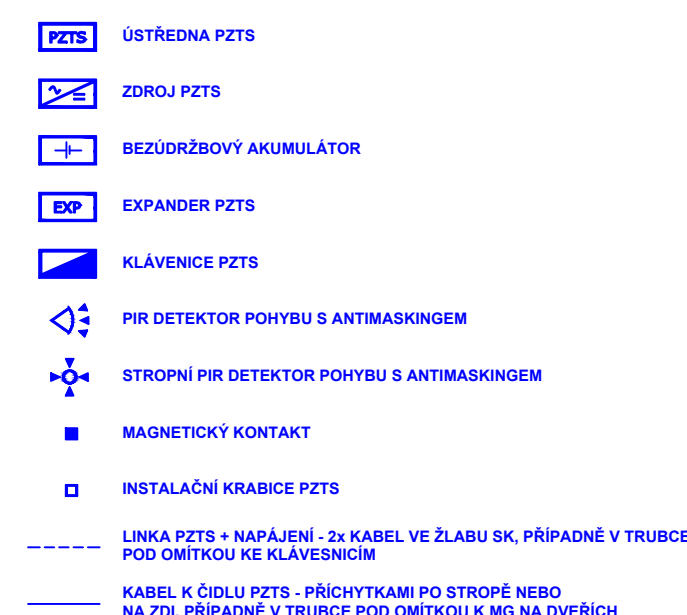 PZTS ÚSTŘEDNA PZTS
ZDROJ PZTS
BEZÚDRŽBOVÝ AKUMULÁTOR
EXP EXPANDER PZTS
KLÁVENICE PZTS
PIR DETEKTOR POHYBU S ANTIMASKINGEM
STROPNÍ PIR DETEKTOR POHYBU S ANTIMASKINGEM
MAGNETICKÝ KONTAKT
INSTALAČNÍ KRABICE PZTS
LINKA PZTS + NAPÁJENÍ - 2x KABEL VE ŽLABU SK, PŘÍPADNĚ V TRUBCE
POD OMÍTKOU KE KLÁVESNICÍM
KABEL K ČIDLU PZTS - PŘÍCHYTKAMI PO STROPĚ NEBO
NA ZDI, PŘÍPADNĚ V TRUBCE POD OMÍTKOU K MG NA DVEŘÍCH